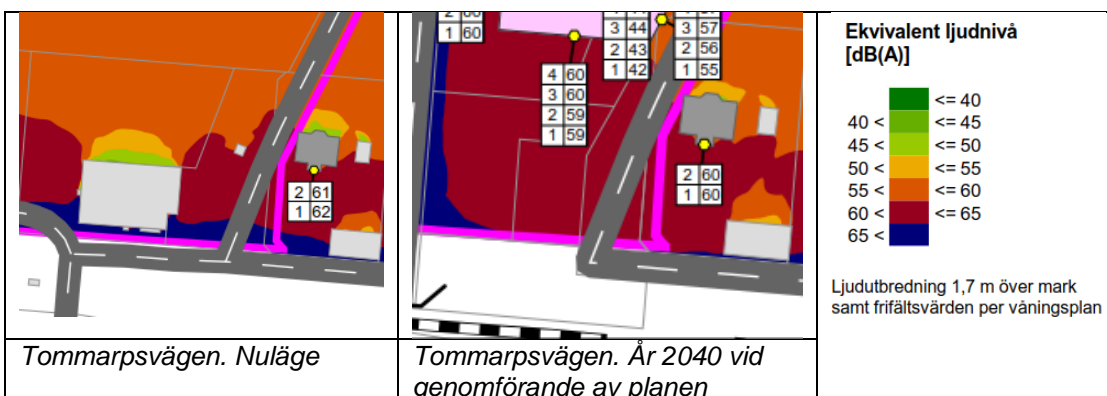 2 61
1 62
Tommarpsvägen. Nuläge
1 60
4 60
3 60
2 59
1 59
3 44
2 43
1 42
3 57
2 56
1 55
2 60
1 60
Tommarpsvägen. År 2040 vid
genomförande av planen
Ekvivalent ljudnivå
[dB(A)]
<= 40
40 < <= 45
45 < <= 50
50 < <= 55
55 < <= 60
60 < <= 65
65 <
Ljudutbredning 1,7 m över mark
samt frifältsvärden per våningsplan